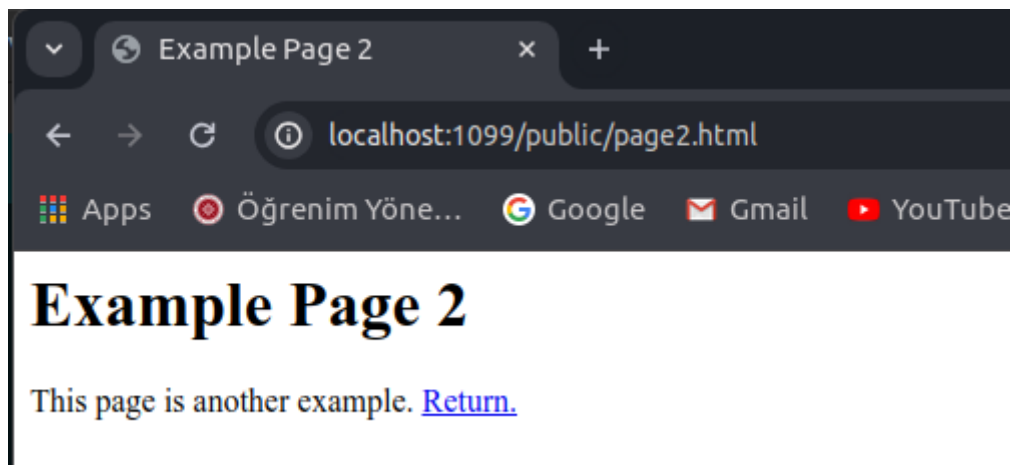 Example Page 2
localhost:1099/public/page2.html
Apps Öğrenim Yöne... Google Gmail YouTube
Example Page 2
This page is another example. Return.